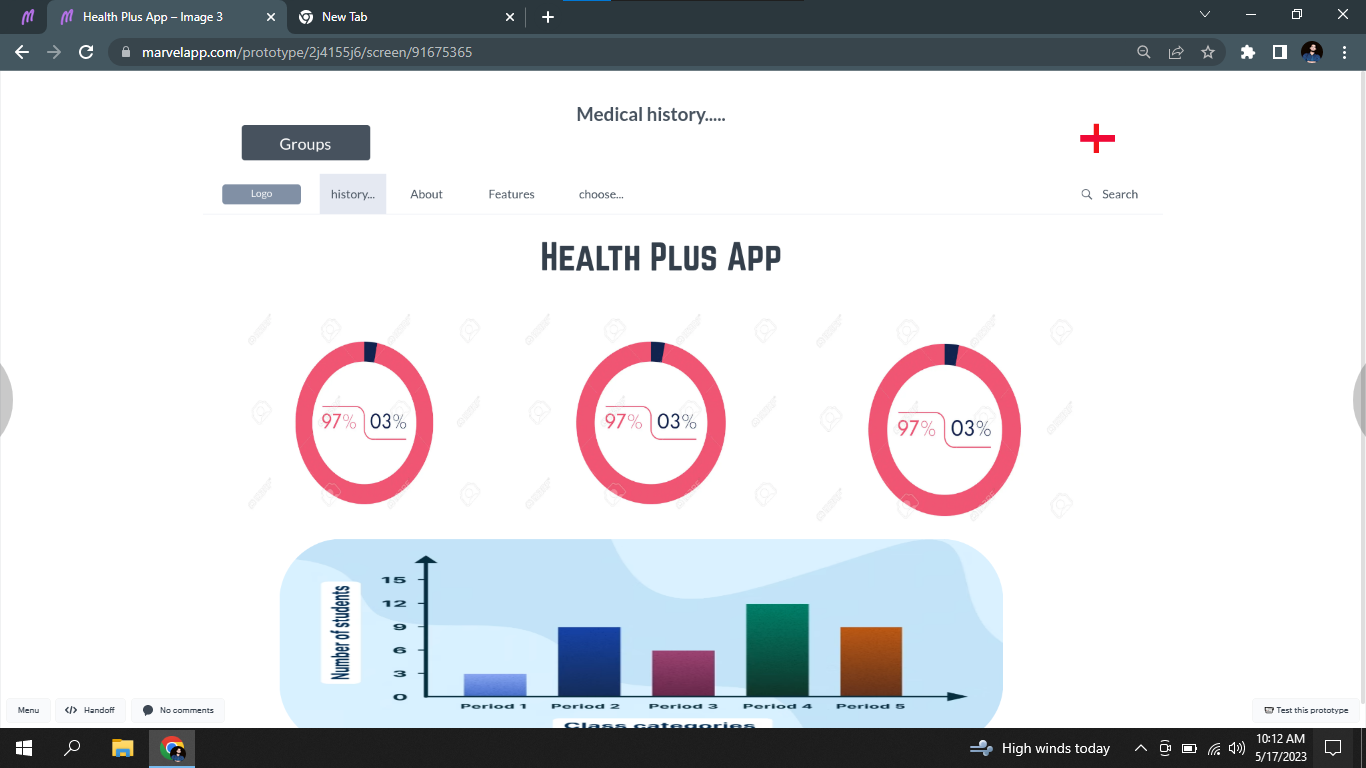 Health Plus App – Image 3
New Tab
marvelapp.com/prototype/2j4155j6/screen/91675365
Medical history.....
Groups
Logo
history...
About
Features
choose...
Search
Health Plus App
97% 03%
97% 03%
97% 03%
Number of students
15
12
9
6
3
0
Period 1
Period 2
Period 3
Period 4
Period 5
Class categories
Menu
Handoff
No comments
Test this prototype
High winds today
10:12 AM
5/17/2023